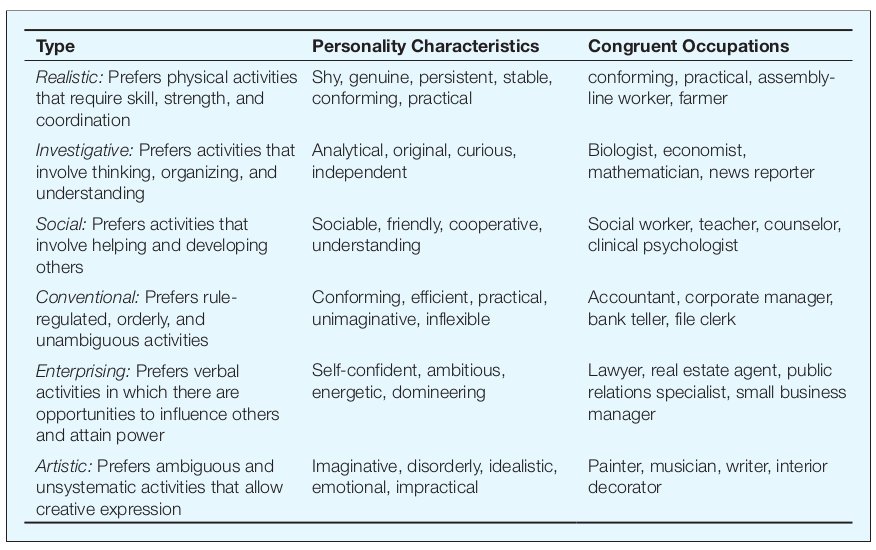 Type Personality Characteristics Congruent Occupations
Realistic: Prefers physical activities Shy, genuine, persistent, stable, conforming, practical, assembly-
that require skill, strength, and conforming, practical line worker, farmer
coordination
Investigative: Prefers activities that Analytical, original, curious, Biologist, economist,
involve thinking, organizing, and independent mathematician, news reporter
understanding
Social: Prefers activities that Sociable, friendly, cooperative, Social worker, teacher, counselor,
involve helping and developing understanding clinical psychologist
others
Conventional: Prefers rule- Conforming, efficient, practical, Accountant, corporate manager,
regulated, orderly, and unimaginative, inflexible bank teller, file clerk
unambiguous activities
Enterprising: Prefers verbal Self-confident, ambitious, Lawyer, real estate agent, public
activities in which there are energetic, domineering relations specialist, small business
opportunities to influence others manager
and attain power
Artistic: Prefers ambiguous and Imaginative, disorderly, idealistic, Painter, musician, writer, interior
unsystematic activities that allow emotional, impractical decorator
creative expression